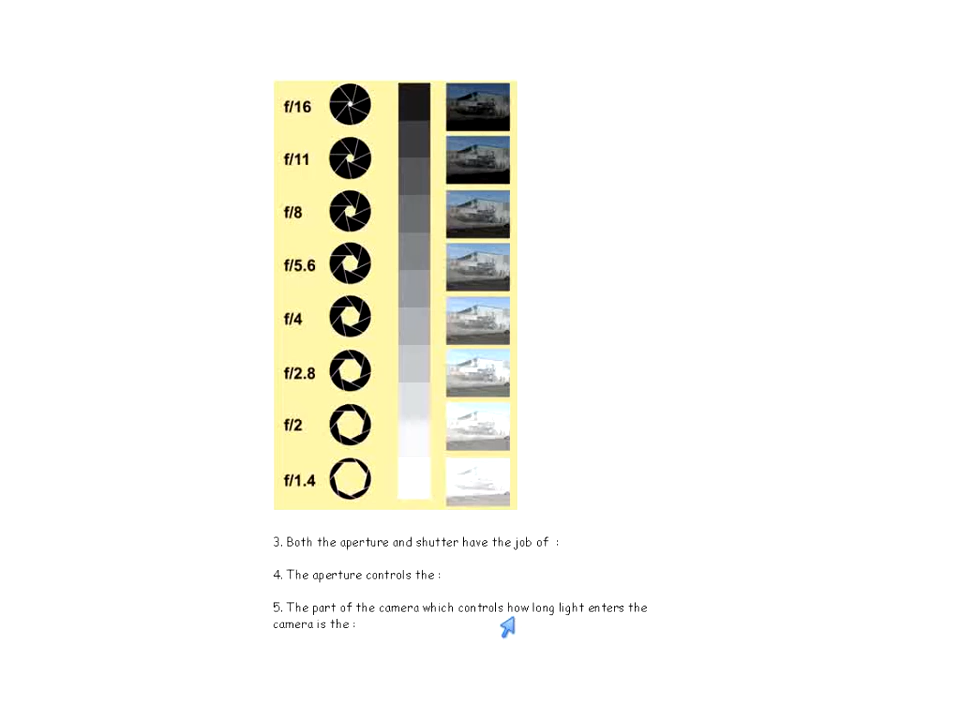 f/16
f/11
f/8
f/5.6
f/4
f/2.8
f/2
f/1.4
3. Both the aperture and shutter have the job of :
4. The aperture controls the :
5. The part of the camera which controls how long light enters the
camera is the :